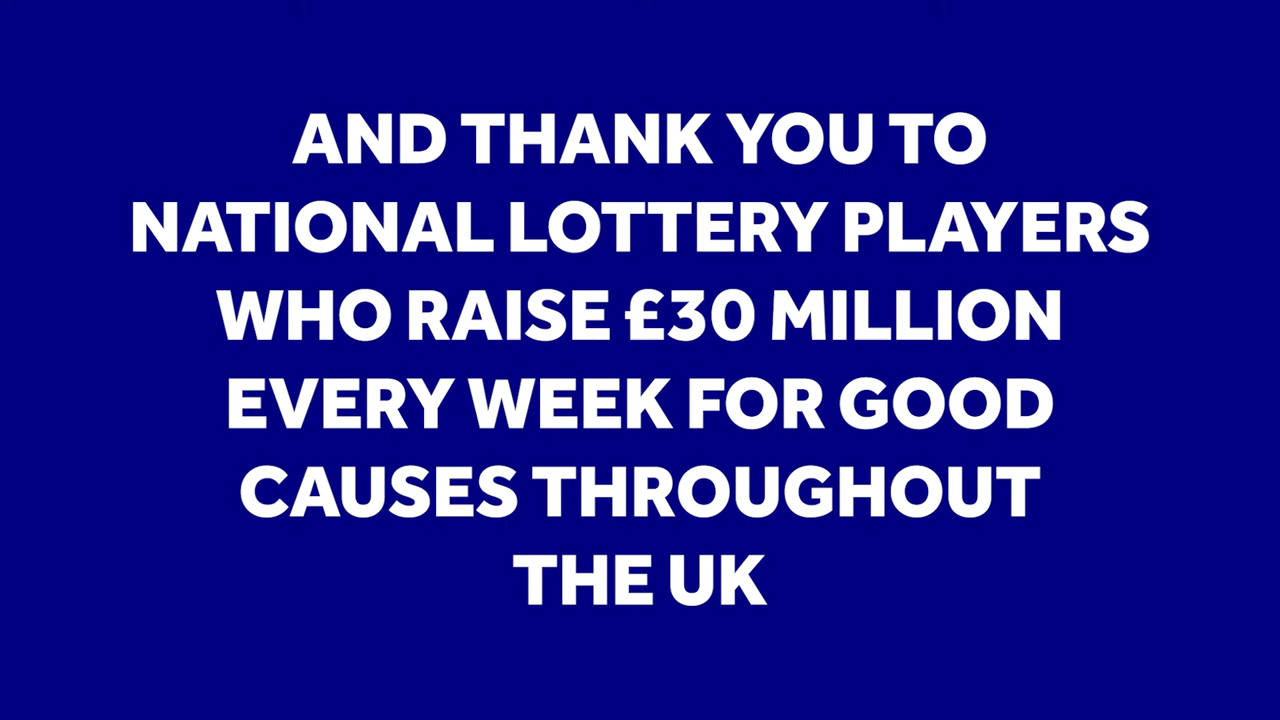 AND THANK YOU TO
NATIONAL LOTTERY PLAYERS
WHO RAISE £30 MILLION
EVERY WEEK FOR GOOD
CAUSES THROUGHOUT
THE UK